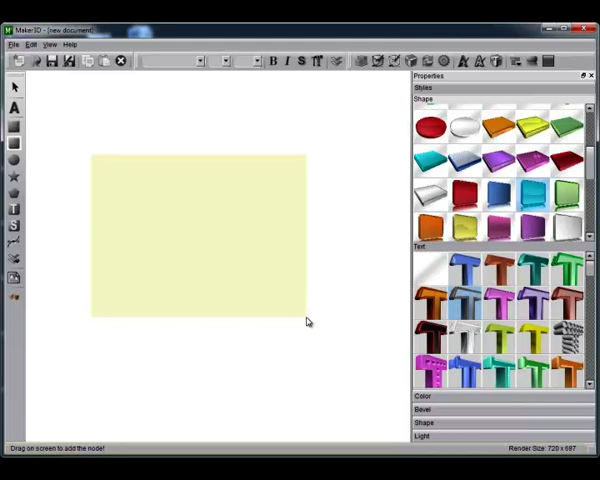 Maker3D - [new document]
File Edit View Help
B I S
Properties
Styles
Shape
Text
Color
Bevel
Shape
Light
Drag on screen to add the node!
Render Size: 720 x 687